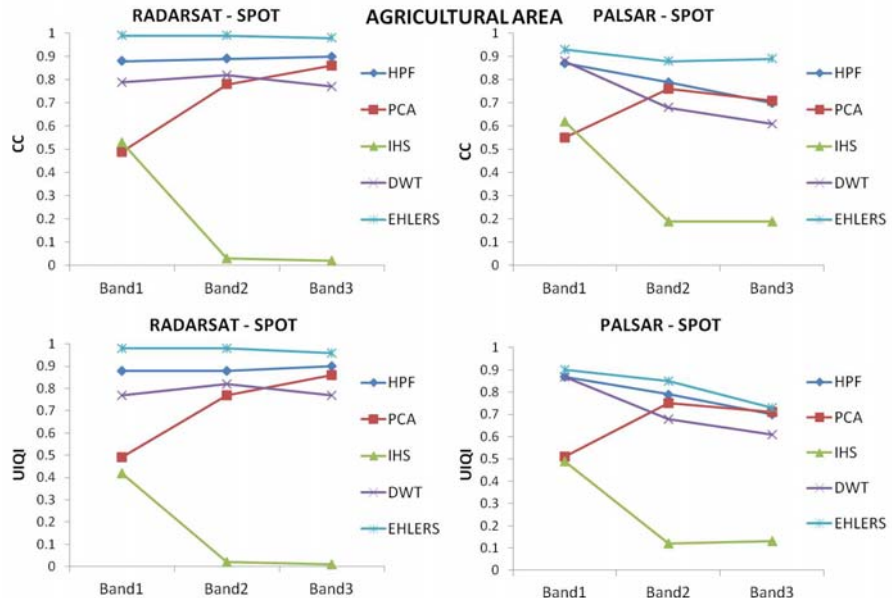 AGRICULTURAL AREA
RADARSAT - SPOT
CC
1
0.9
0.8
0.7
0.6
0.5
0.4
0.3
0.2
0.1
0
Band1 Band2 Band3
HPF
PCA
IHS
DWT
EHLERS
PALSAR - SPOT
CC
1
0.9
0.8
0.7
0.6
0.5
0.4
0.3
0.2
0.1
0
Band1 Band2 Band3
HPF
PCA
IHS
DWT
EHLERS
RADARSAT - SPOT
UIQI
1
0.9
0.8
0.7
0.6
0.5
0.4
0.3
0.2
0.1
0
Band1 Band2 Band3
HPF
PCA
IHS
DWT
EHLERS
PALSAR - SPOT
UIQI
1
0.9
0.8
0.7
0.6
0.5
0.4
0.3
0.2
0.1
0
Band1 Band2 Band3
HPF
PCA
IHS
DWT
EHLERS